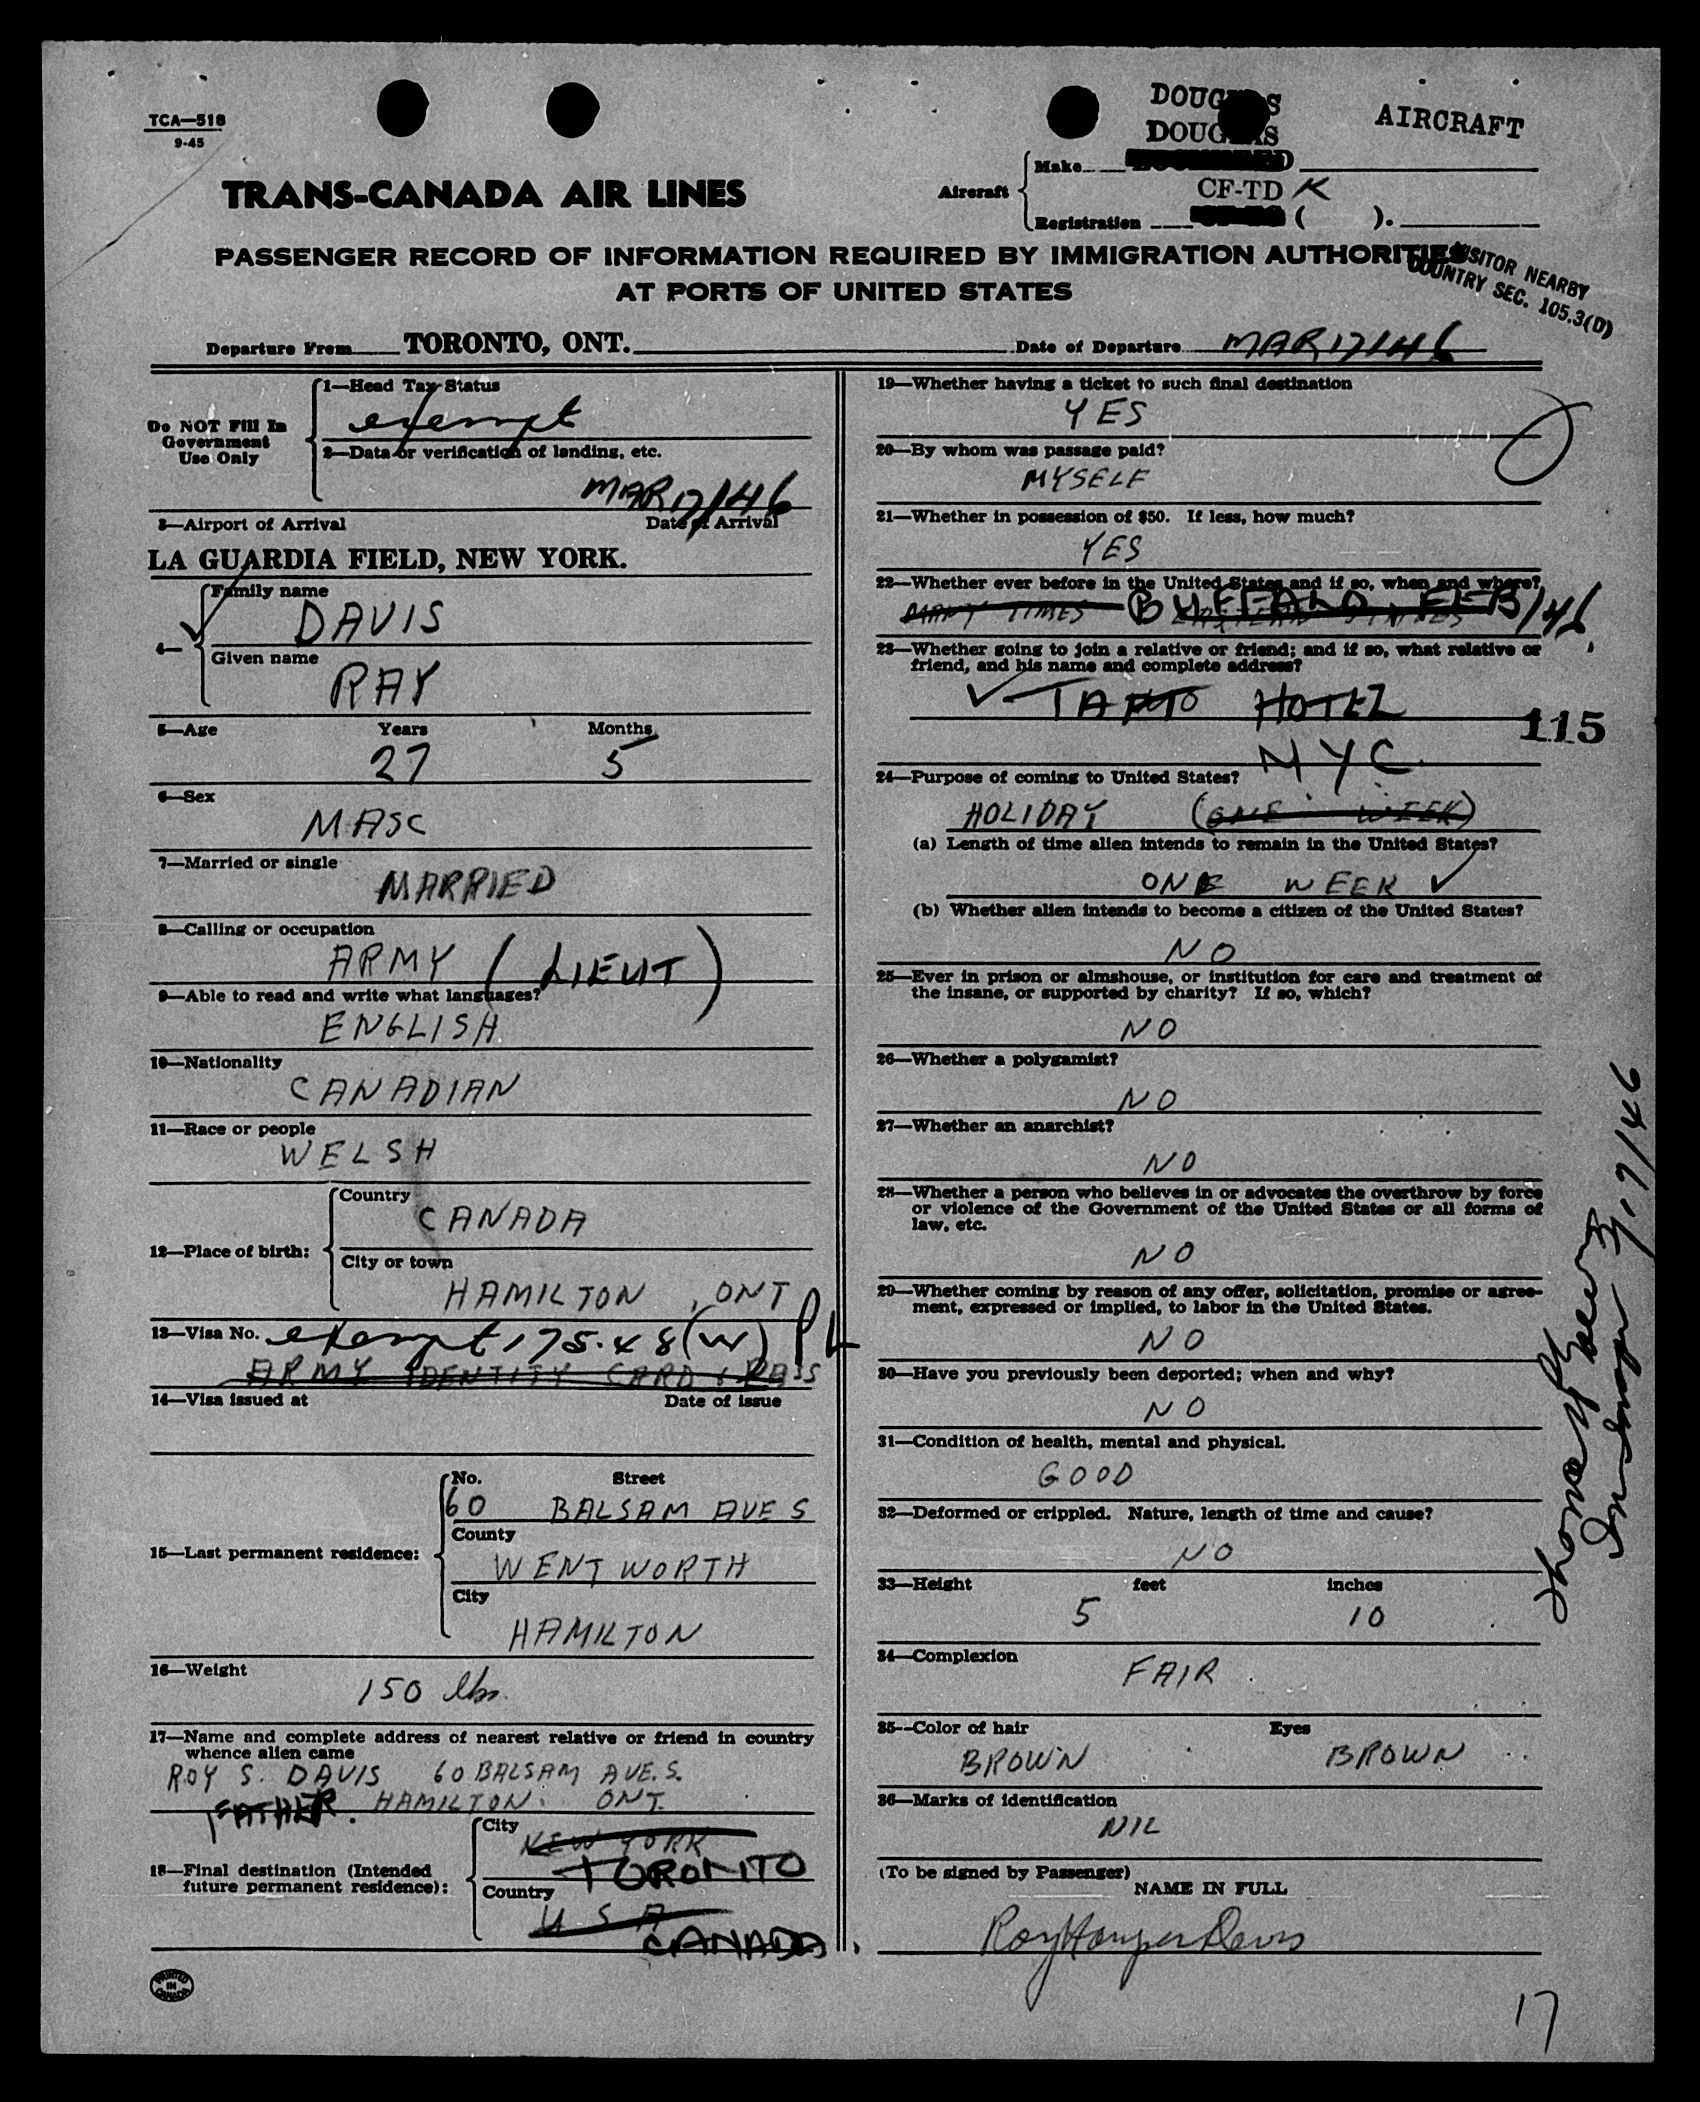 TCA—518
9-45
DOUGLAS
DOUGLAS
AIRCRAFT
Make
TRANS-CANADA AIR LINES
Aircraft
CF-TD K
Registration ( ).
PASSENGER RECORD OF INFORMATION REQUIRED BY IMMIGRATION AUTHORITIES
AT PORTS OF UNITED STATES
VISITOR NEARBY
COUNTRY SEC. 105.3(D)
Departure From TORONTO, ONT. Date of Departure MAR 17/46
Do NOT Fill In
Government
Use Only
1—Head Tax Status
exempt
2—Data or verification of landing, etc.
MAR 17/46
3—Airport of Arrival Date of Arrival
LA GUARDIA FIELD, NEW YORK.
4—
Family name
DAVIS
Given name
RAY
5—Age Years Months
27 5
6—Sex
MASC
7—Married or single
MARRIED
8—Calling or occupation
ARMY (LIEUT)
9—Able to read and write what languages?
ENGLISH
10—Nationality
CANADIAN
11—Race or people
WELSH
12—Place of birth:
Country
CANADA
City or town
HAMILTON, ONT
13—Visa No. exempt 175.48(w) PL
ARMY IDENTITY CARD & PASS
14—Visa issued at Date of issue
15—Last permanent residence:
No. Street
60 BALSAM AVE S
County
WENTWORTH
City
HAMILTON
16—Weight
150 lbs.
17—Name and complete address of nearest relative or friend in country
whence alien came
ROY S. DAVIS 60 BALSAM AVE. S.
FATHER. HAMILTON. ONT.
18—Final destination (Intended
future permanent residence):
City
NEW YORK
TORONTO
Country
U S A
CANADA
PRINTED
IN
CANADA
19—Whether having a ticket to such final destination
YES
20—By whom was passage paid?
MYSELF
21—Whether in possession of $50. If less, how much?
YES
22—Whether ever before in the United States and if so, when and where?
MANY TIMES BUFFALO FEB/46
23—Whether going to join a relative or friend; and if so, what relative or
friend, and his name and complete address?
HOTEL
115
NYC.
24—Purpose of coming to United States?
HOLIDAY (ONE WEEK)
(a) Length of time alien intends to remain in the United States?
ONE WEEK
(b) Whether alien intends to become a citizen of the United States?
NO
25—Ever in prison or almshouse, or institution for care and treatment of
the insane, or supported by charity? If so, which?
NO
26—Whether a polygamist?
NO
27—Whether an anarchist?
NO
28—Whether a person who believes in or advocates the overthrow by force
or violence of the Government of the United States or all forms of
law, etc.
NO
29—Whether coming by reason of any offer, solicitation, promise or agree-
ment, expressed or implied, to labor in the United States.
NO
30—Have you previously been deported; when and why?
NO
31—Condition of health, mental and physical.
GOOD
32—Deformed or crippled. Nature, length of time and cause?
NO
33—Height feet inches
5 10
34—Complexion
FAIR
35—Color of hair Eyes
BROWN BROWN
36—Marks of identification
NIL
(To be signed by Passenger)
NAME IN FULL
Davis
17
3/17/46